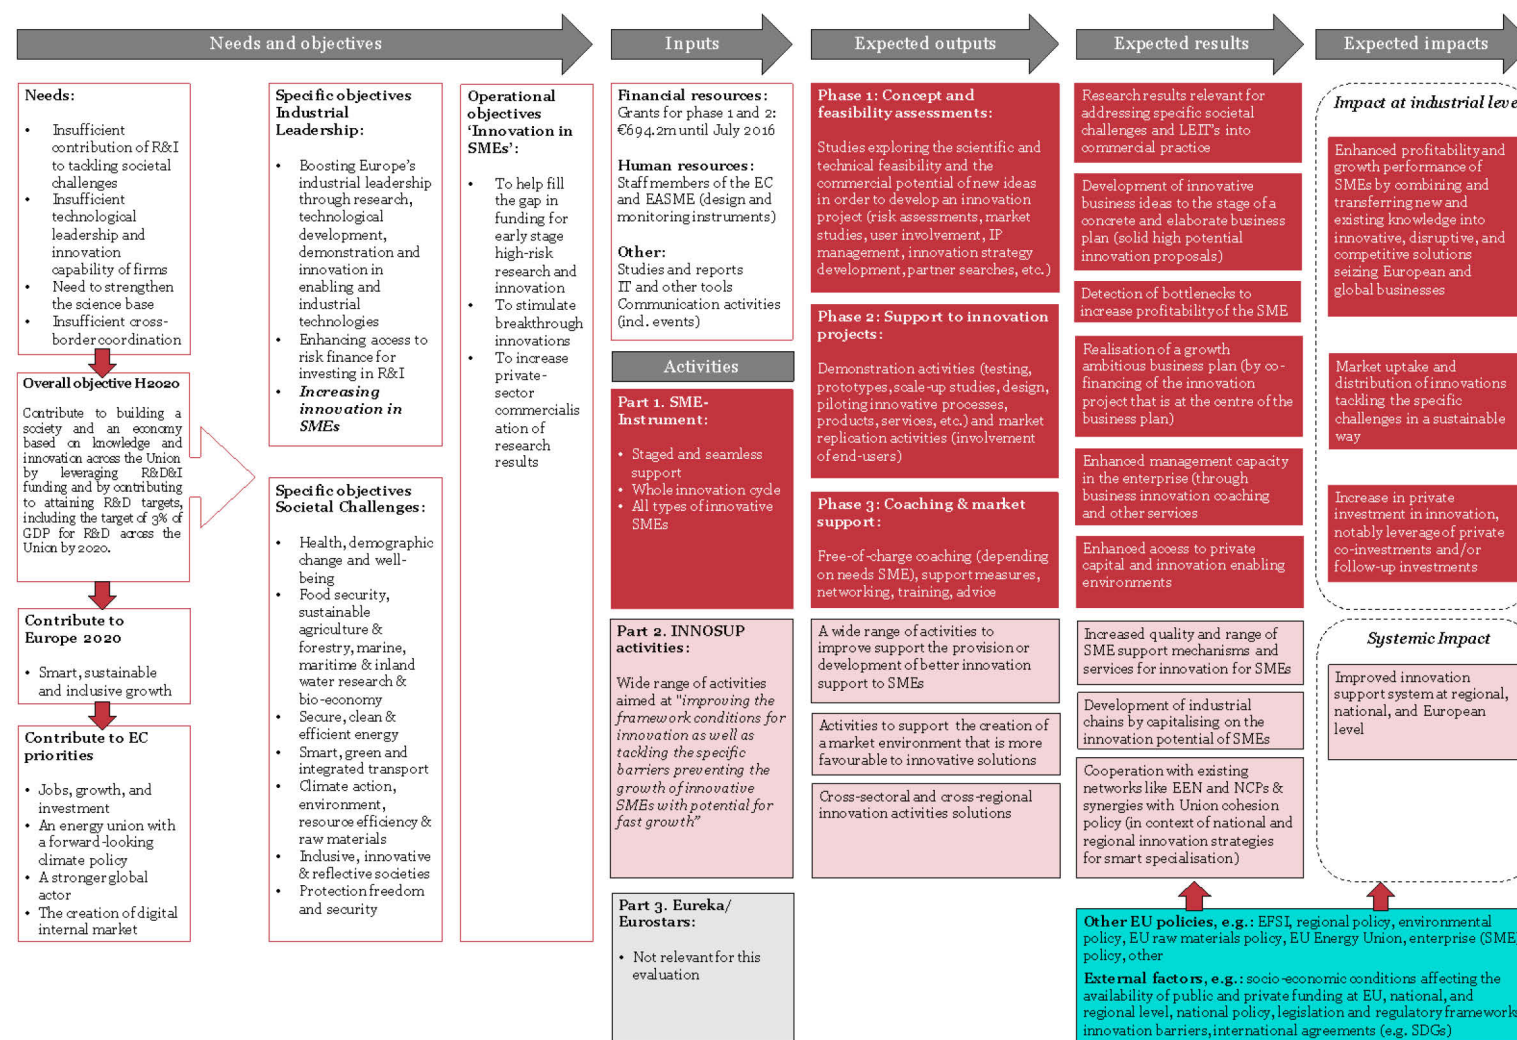 Needs and objectives
Inputs
Expected outputs
Expected results
Expected impacts
Needs:
• Insufficient
contribution of R&I
to tackling societal
challenges
• Insufficient
technological
leadership and
innovation
capability of firms
• Need to strengthen
the science base
• Insufficient cross-
border coordination
Overall objective H2020
Contribute to building a
society and an economy
based on knowledge and
innovation across the Union
by leveraging R&D&I
funding and by contributing
to attaining R&D targets,
including the target of 3% of
GDP for R&D across the
Union by 2020.
Contribute to
Europe 2020
• Smart, sustainable
and inclusive growth
Contribute to EC
priorities
• Jobs, growth, and
investment
• An energy union with
a forward-looking
climate policy
• A stronger global
actor
• The creation of digital
internal market
Specific objectives
Industrial
Leadership:
• Boosting Europe's
industrial leadership
through research,
technological
development,
demonstration and
innovation in
enabling and
industrial
technologies
• Enhancing access to
risk finance for
investing in R&I
• Increasing
innovation in
SMEs
Specific objectives
Societal Challenges:
• Health, demographic
change and well-
being
• Food security,
sustainable
agriculture &
forestry, marine,
maritime & inland
water research &
bio-economy
• Secure, clean &
efficient energy
• Smart, green and
integrated transport
• Climate action,
environment,
resource efficiency &
raw materials
• Inclusive, innovative
& reflective societies
• Protection freedom
and security
Operational
objectives
'Innovation in
SMEs':
• To help fill
the gap in
funding for
early stage
high-risk
research and
innovation
• To stimulate
breakthrough
innovations
• To increase
private-
sector
commercialis
ation of
research
results
Financial resources:
Grants for phase 1 and 2:
€694.2m until July 2016
Human resources:
Staff members of the EC
and EASME (design and
monitoring instruments)
Other:
Studies and reports
IT and other tools
Communication activities
(incl. events)
Activities
Part 1. SME-
Instrument:
• Staged and seamless
support
• Whole innovation cycle
• All types of innovative
SMEs
Part 2. INNOSUP
activities:
Wide range of activities
aimed at "improving the
framework conditions for
innovation as well as
tackling the specific
barriers preventing the
growth of innovative
SMEs with potential for
fast growth"
Part 3. Eureka/
Eurostars:
• Not relevant for this
evaluation
Phase 1: Concept and
feasibility assessments:
Studies exploring the scientific and
technical feasibility and the
commercial potential of new ideas
in order to develop an innovation
project (risk assessments, market
studies, user involvement, IP
management, innovation strategy
development, partner searches, etc.)
Phase 2: Support to innovation
projects:
Demonstration activities (testing,
prototypes, scale-up studies, design,
piloting innovative processes,
products, services, etc.) and market
replication activities (involvement
of end-users)
Phase 3: Coaching & market
support:
Free-of-charge coaching (depending
on needs SME), support measures,
networking, training, advice
A wide range of activities to
improve support the provision or
development of better innovation
support to SMEs
Activities to support the creation of
a market environment that is more
favourable to innovative solutions
Cross-sectoral and cross-regional
innovation activities solutions
Research results relevant for
addressing specific societal
challenges and LEIT's into
commercial practice
Development of innovative
business ideas to the stage of a
concrete and elaborate business
plan (solid high potential
innovation proposals)
Detection of bottlenecks to
increase profitability of the SME
Realisation of a growth
ambitious business plan (by co-
financing of the innovation
project that is at the centre of the
business plan)
Enhanced management capacity
in the enterprise (through
business innovation coaching
and other services)
Enhanced access to private
capital and innovation enabling
environments
Increased quality and range of
SME support mechanisms and
services for innovation for SMEs
Development of industrial
chains by capitalising on the
innovation potential of SMEs
Cooperation with existing
networks like EEN and NCPs &
synergies with Union cohesion
policy (in context of national and
regional innovation strategies
for smart specialisation)
Impact at industrial leve
Enhanced profitability and
growth performance of
SMEs by combining and
transferring new and
existing knowledge into
innovative, disruptive, and
competitive solutions
seizing European and
global businesses
Market uptake and
distribution of innovations
tackling the specific
challenges in a sustainable
way
Increase in private
investment in innovation,
notably leverage of private
co-investments and/or
follow-up investments
Systemic Impact
Improved innovation
support system at regional,
national, and European
level
Other EU policies, e.g.: EFSI, regional policy, environmental
policy, EU raw materials policy, EU Energy Union, enterprise (SME)
policy, other
External factors, e.g.: socio-economic conditions affecting the
availability of public and private funding at EU, national, and
regional level, national policy, legislation and regulatory framework
innovation barriers, international agreements (e.g. SDGs)